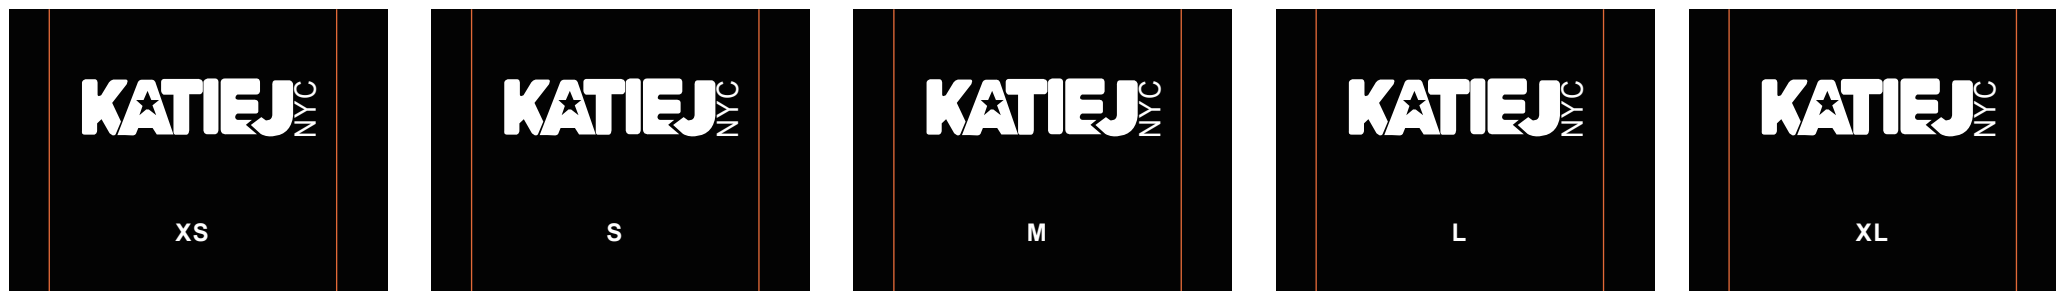 KATIEJ NYC
XS
KATIEJ NYC
S
KATIEJ NYC
M
KATIEJ NYC
L
KATIEJ NYC
XL